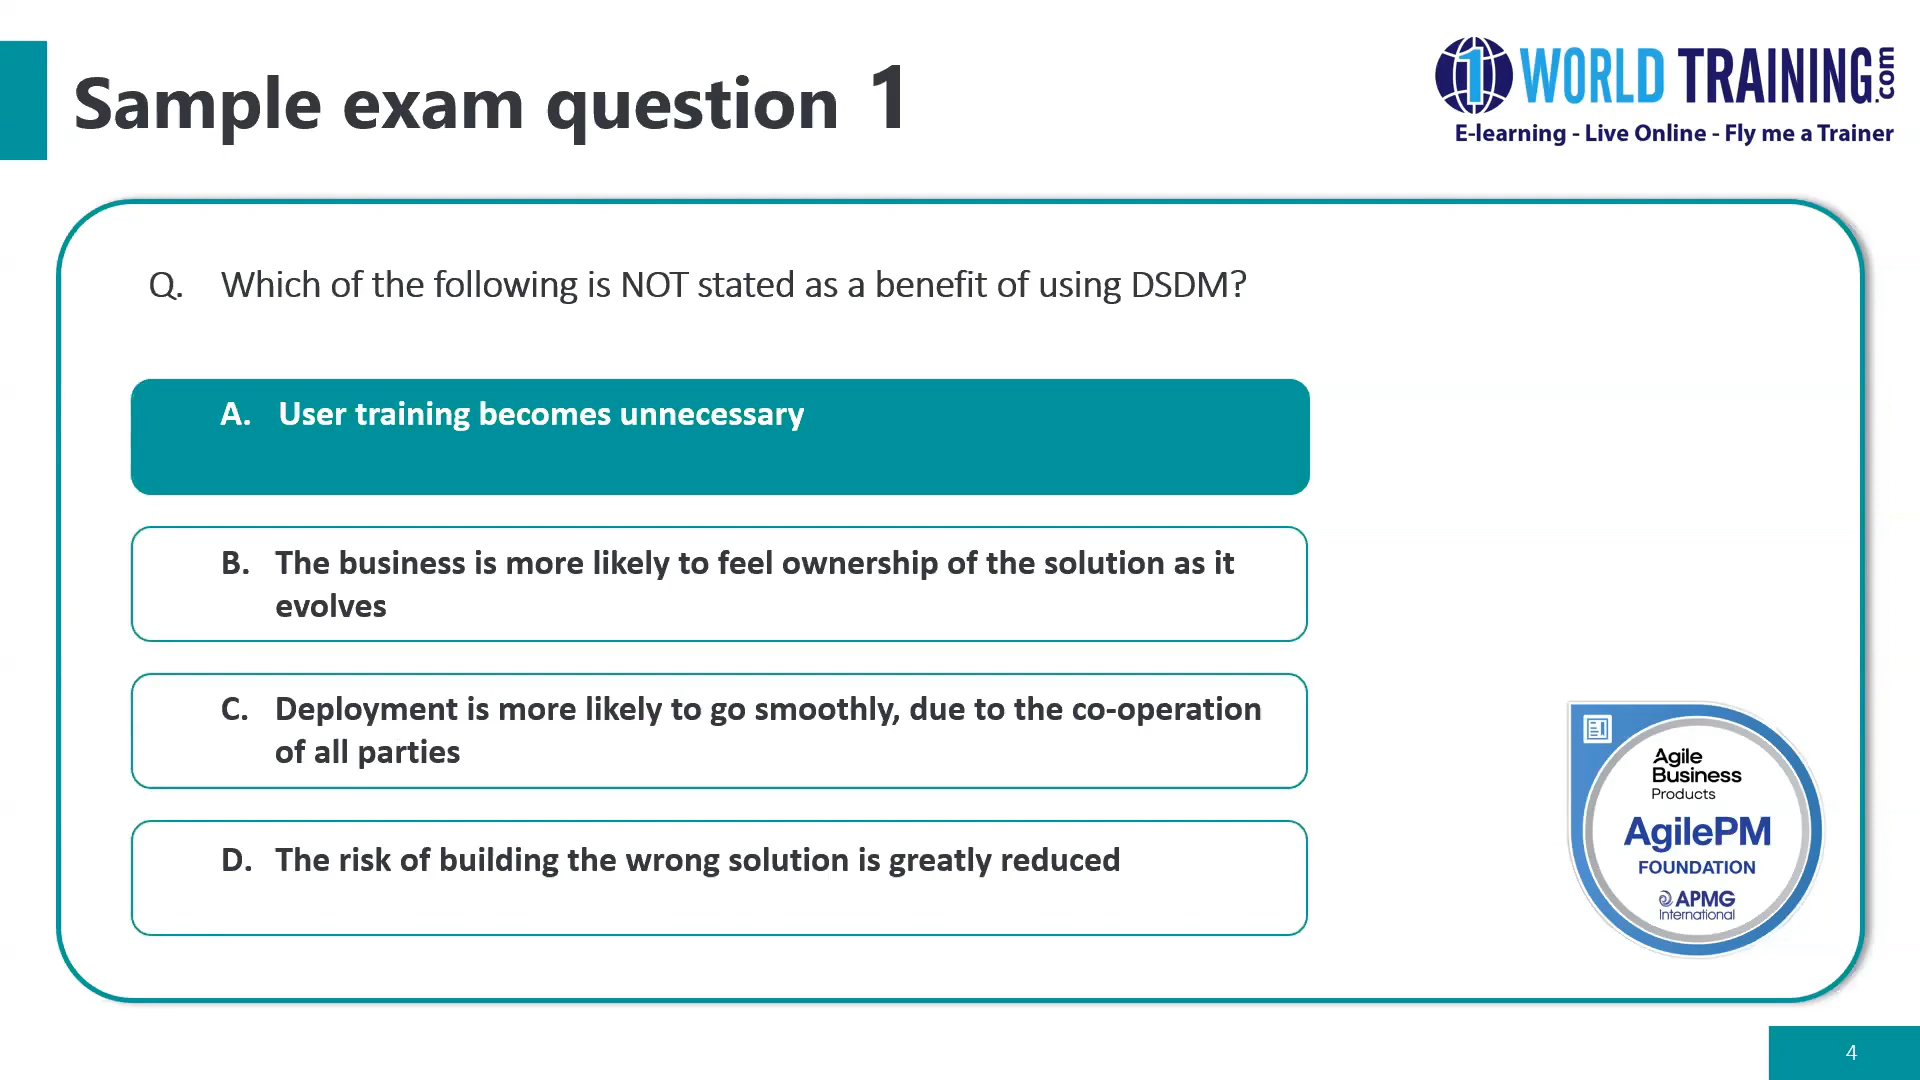 Sample exam question 1
1 WORLD TRAINING.com
E-learning - Live Online - Fly me a Trainer
Q. Which of the following is NOT stated as a benefit of using DSDM?
A. User training becomes unnecessary
B. The business is more likely to feel ownership of the solution as it
evolves
C. Deployment is more likely to go smoothly, due to the co-operation
of all parties
D. The risk of building the wrong solution is greatly reduced
Agile
Business
Products
AgilePM
FOUNDATION
APMG
International
4